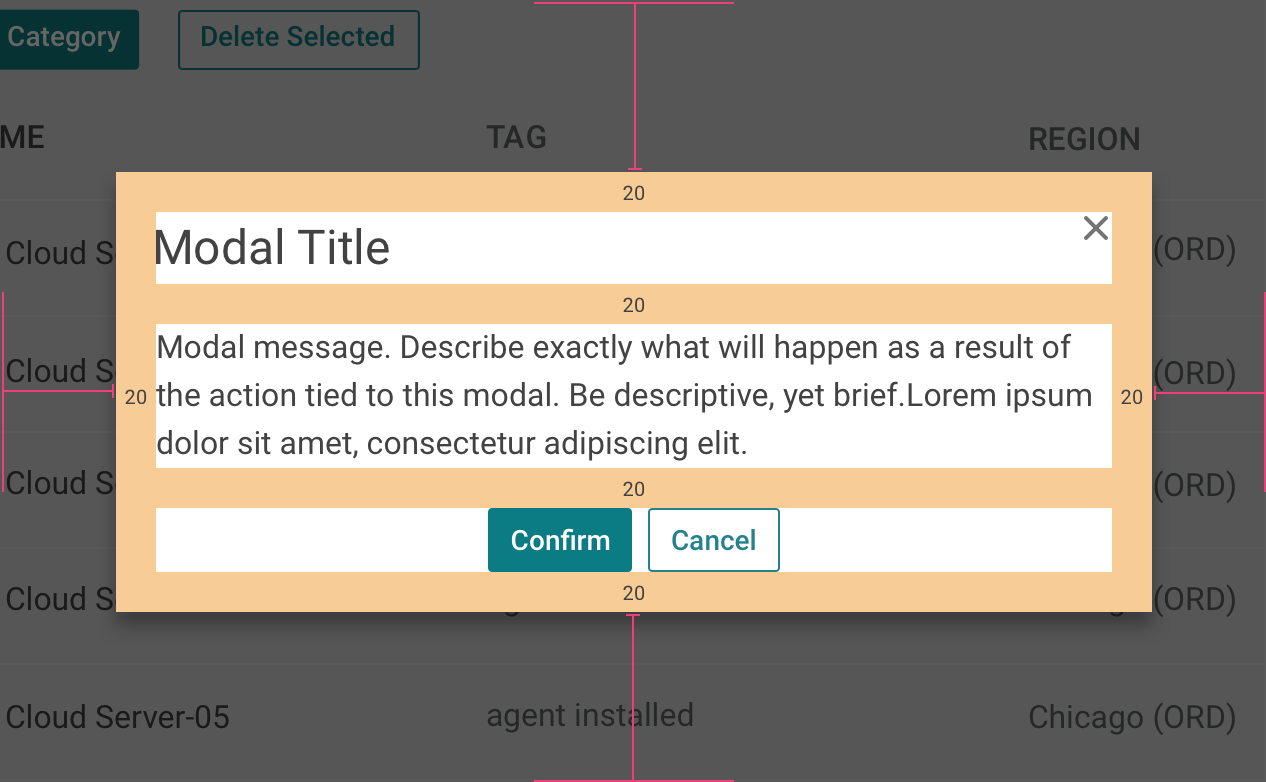 Category
Delete Selected
ME
TAG
REGION
20
Modal Title
Cloud S
(ORD)
20
Modal message. Describe exactly what will happen as a result of
Cloud S
(ORD)
20
the action tied to this modal. Be descriptive, yet brief.Lorem ipsum
20
dolor sit amet, consectetur adipiscing elit.
Cloud S
(ORD)
20
Confirm
Cancel
20
Cloud S
(ORD)
Cloud Server-05
agent installed
Chicago (ORD)